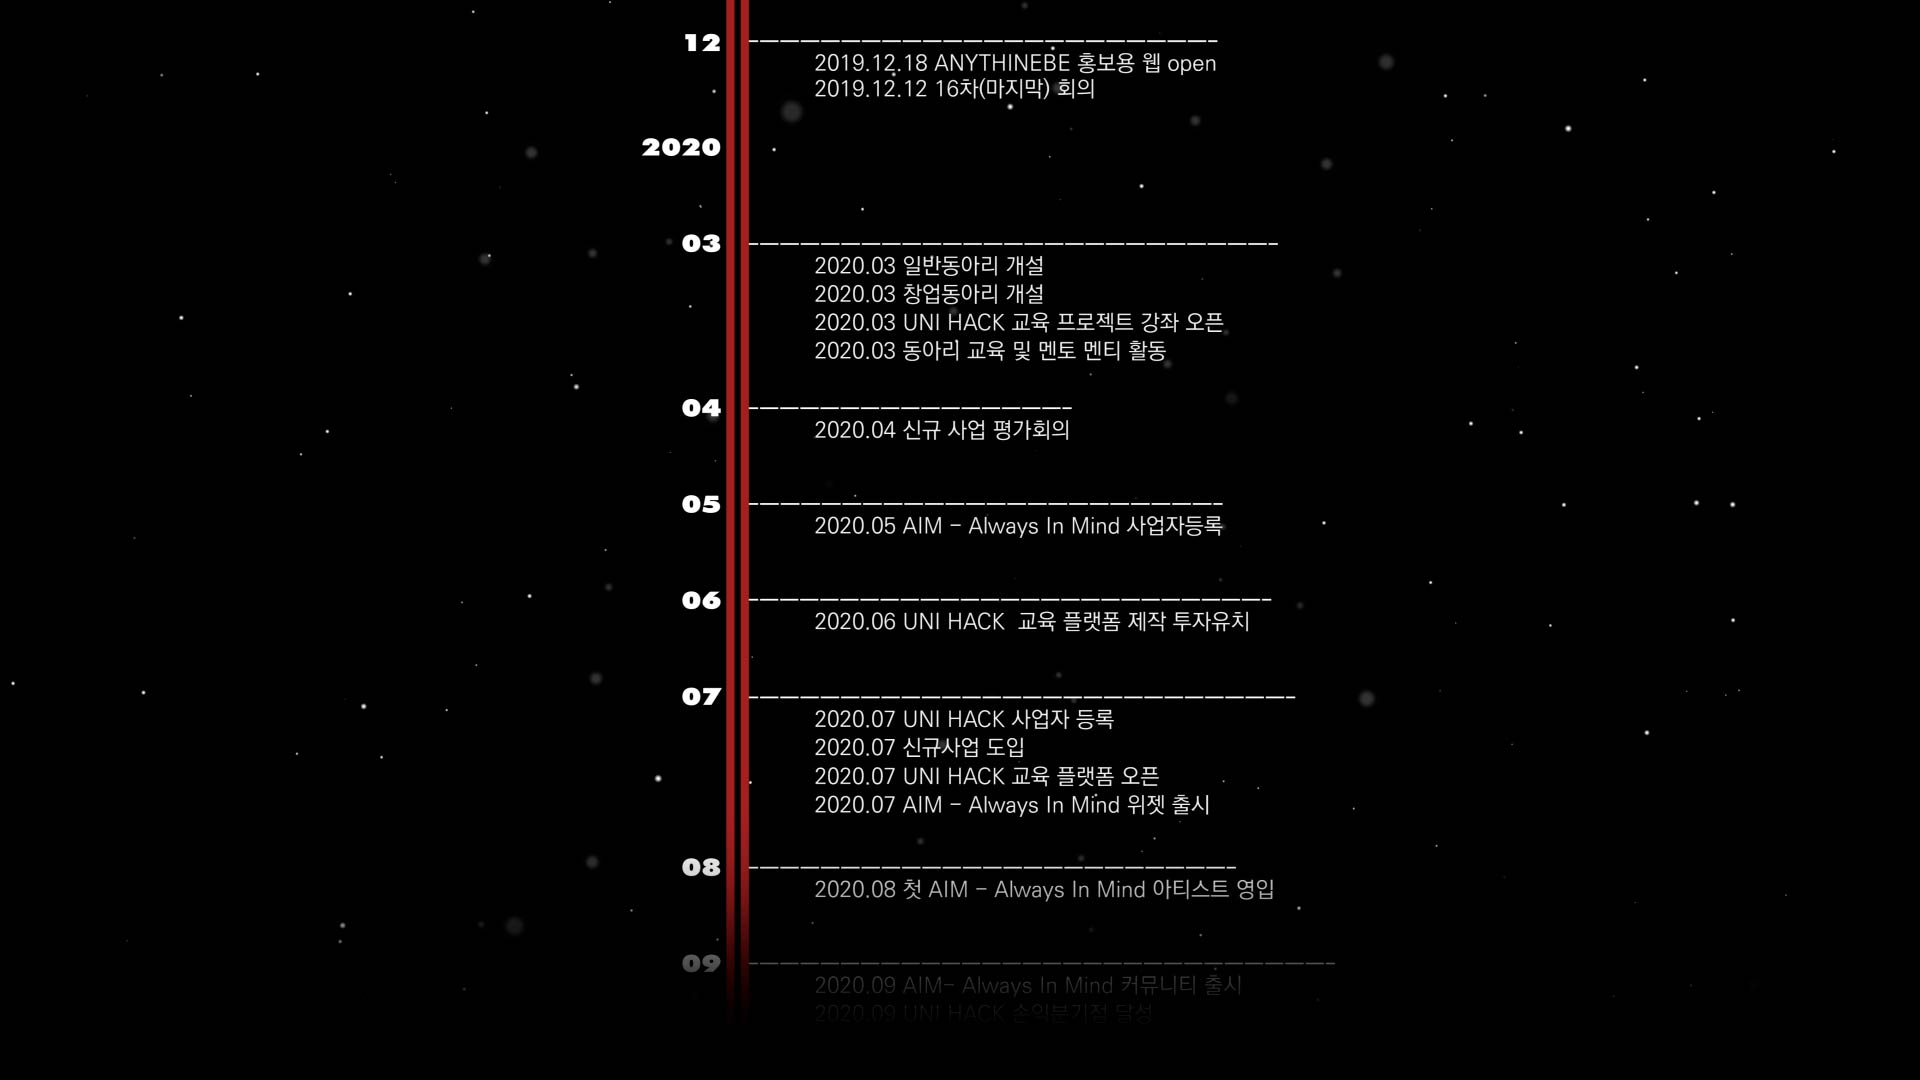 12
2019.12.18 ANYTHINEBE 홍보용 웹 open
2019.12.12 16차(마지막) 회의
2020
03
2020.03 일반동아리 개설
2020.03 창업동아리 개설
2020.03 UNI HACK 교육 프로젝트 강좌 오픈
2020.03 동아리 교육 및 멘토 멘티 활동
04
2020.04 신규 사업 평가회의
05
2020.05 AIM - Always In Mind 사업자등록
06
2020.06 UNI HACK  교육 플랫폼 제작 투자유치
07
2020.07 UNI HACK 사업자 등록
2020.07 신규사업 도입
2020.07 UNI HACK 교육 플랫폼 오픈
2020.07 AIM - Always In Mind 위젯 출시
08
2020.08 첫 AIM - Always In Mind 아티스트 영입
09
2020.09 AIM- Always In Mind 커뮤니티 출시
2020.09 UNI HACK 손익분기점 달성